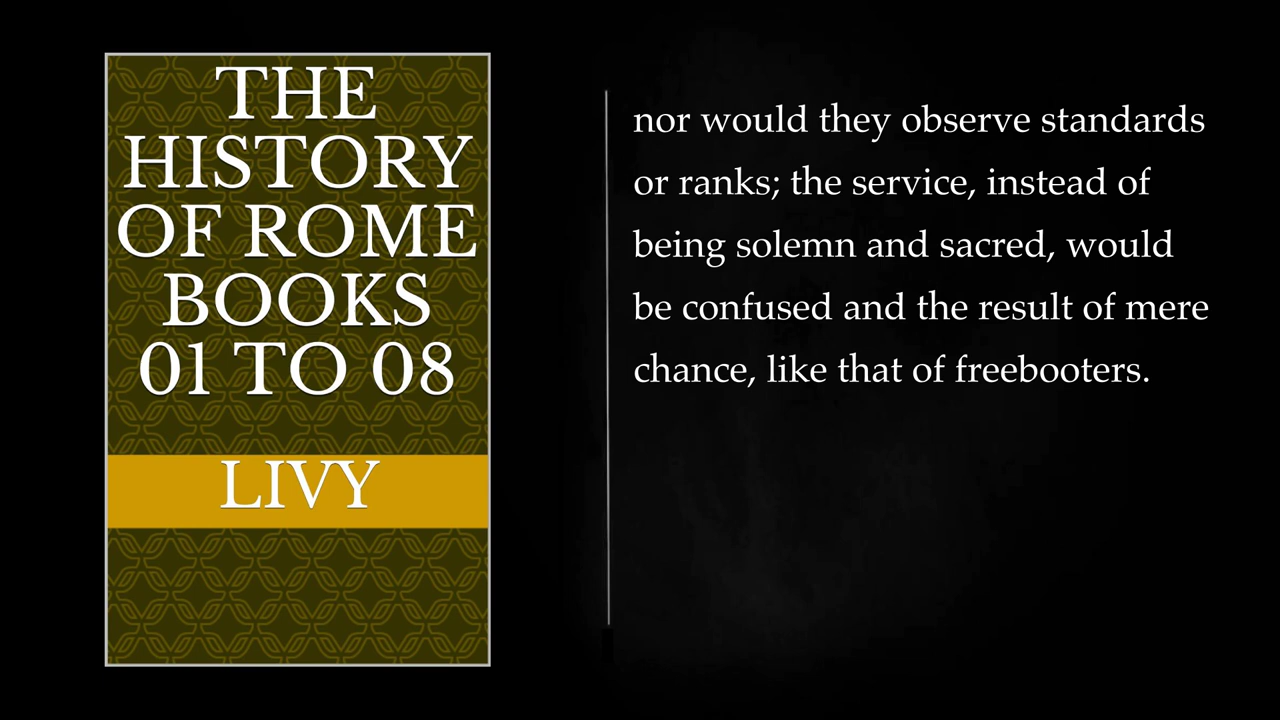 THE
HISTORY
OF ROME
BOOKS
01 TO 08
LIVY
nor would they observe standards
or ranks; the service, instead of
being solemn and sacred, would
be confused and the result of mere
chance, like that of freebooters.